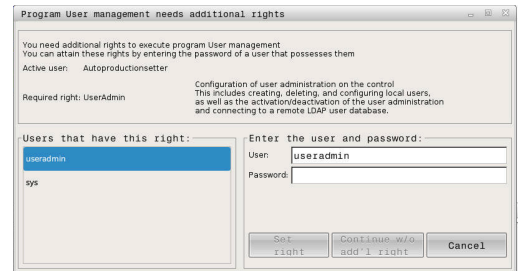 Program User management needs additional rights
You need additional rights to execute program User management
You can attain these rights by entering the password of a user that possesses them
Active user: Autoproductionsetter
Required right: UserAdmin
Configuration of user administration on the control
This includes creating, deleting, and configuring local users,
as well as the activation/deactivation of the user administration
and connecting to a remote LDAP user database.
Users that have this right:
useradmin
sys
Enter the user and password:
User: useradmin
Password:
Set
right
Continue w/o
add'l right
Cancel